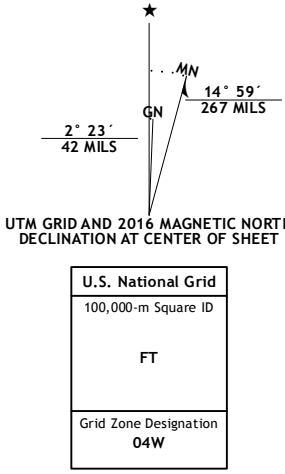 ★
MN
GN
14° 59´
267 MILS
2° 23´
42 MILS
UTM GRID AND 2016 MAGNETIC NORTH
DECLINATION AT CENTER OF SHEET
U.S. National Grid
100,000-m Square ID
FT
Grid Zone Designation
04W